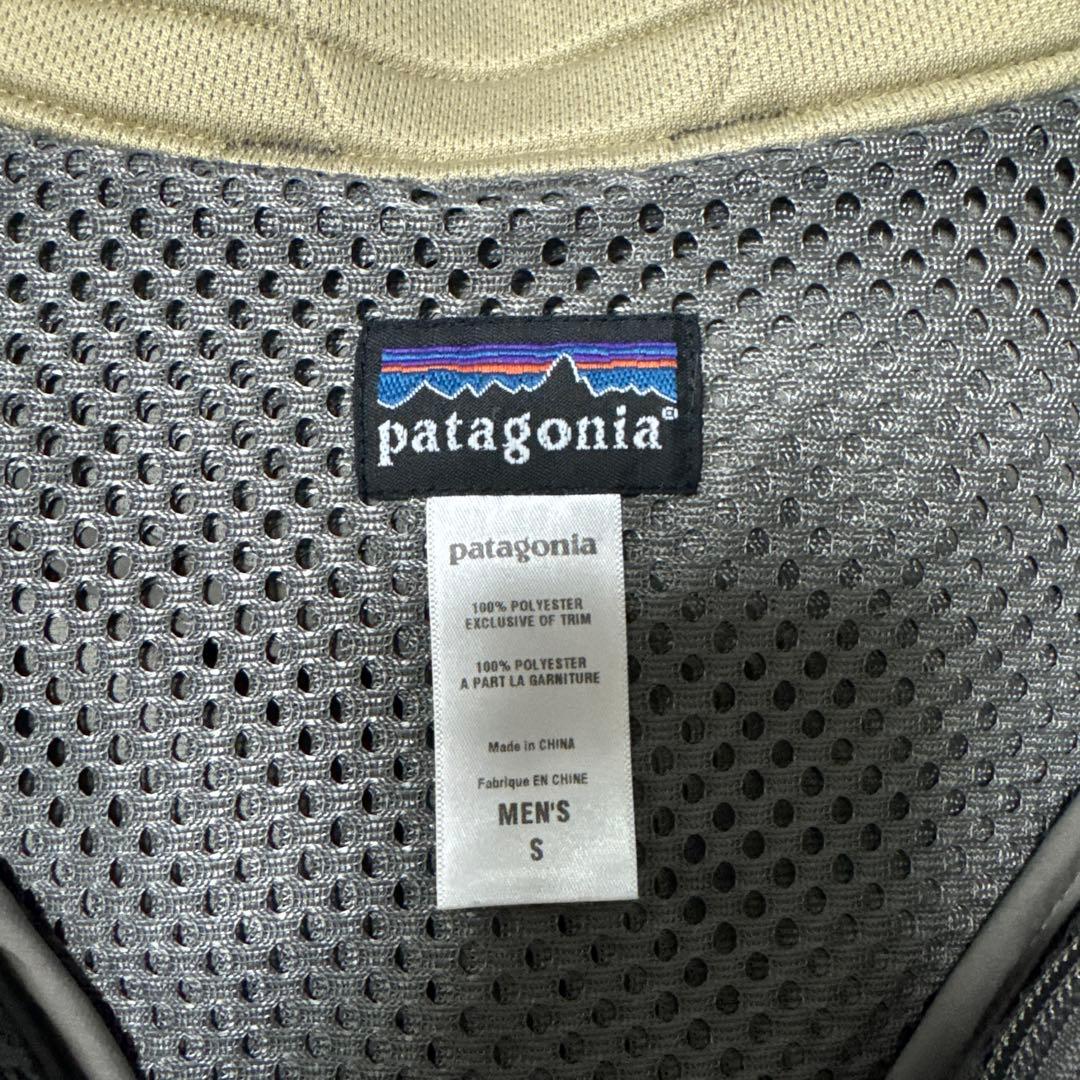 patagonia®
patagonia
100% POLYESTER
EXCLUSIVE OF TRIM
100% POLYESTER
A PART LA GARNITURE
Made in CHINA
Fabrique EN CHINE
MEN'S
S